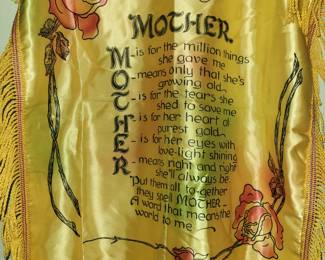 MOTHER.
M - is for the million things
she gave me
O - means only that she's
growing old -
T - is for the tears she
shed to save me
H - is for her heart of
purest gold -
E - is for her eyes with
love-light shining
R - means right and right
she'll always be.
Put them all to-gether
they spell MOTHER -
A word that means the
world to me